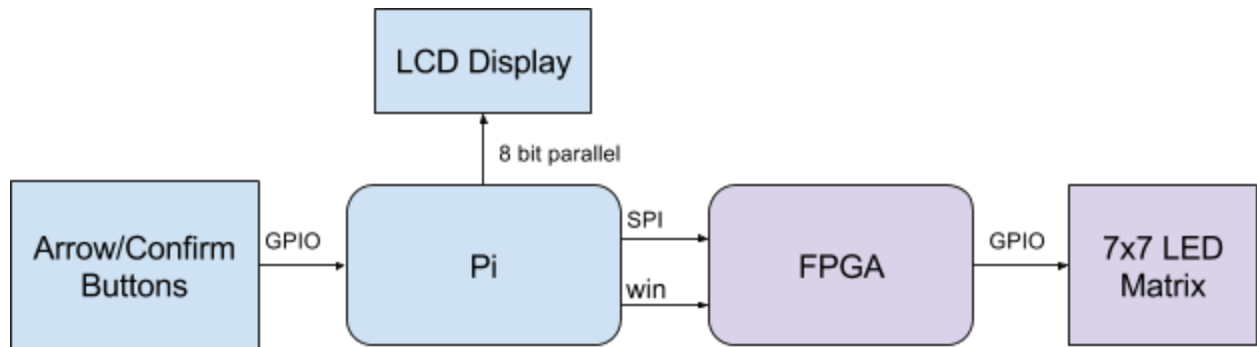 LCD Display
8 bit parallel
Arrow/Confirm
Buttons
GPIO
Pi
SPI
win
FPGA
GPIO
7x7 LED
Matrix